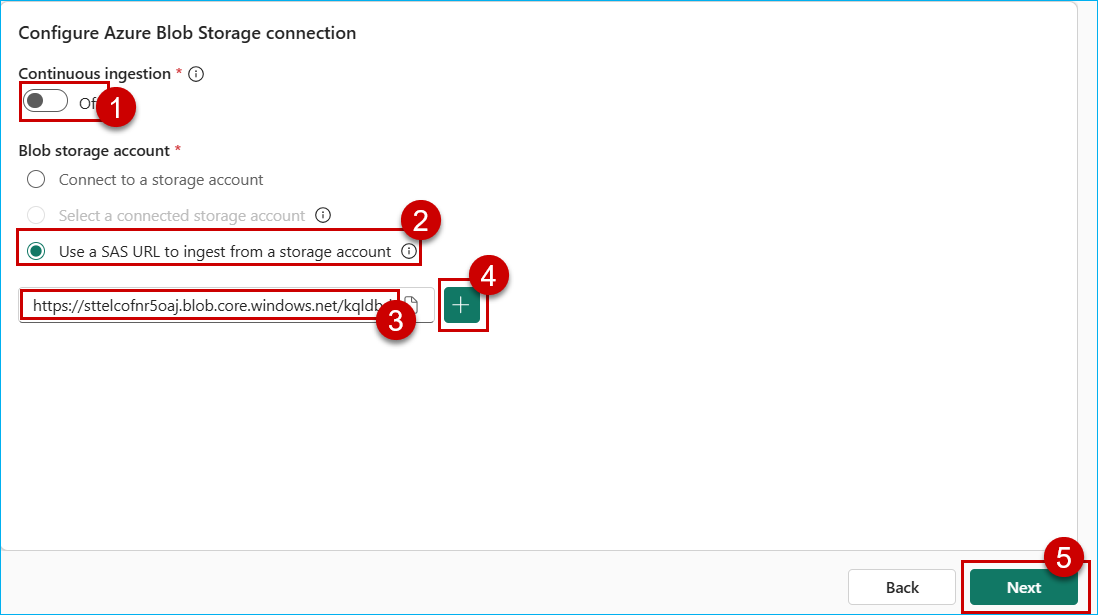 Configure Azure Blob Storage connection
Continuous ingestion *
1
Blob storage account *
Connect to a storage account
Select a connected storage account
2
Use a SAS URL to ingest from a storage account
4
https://sttelcofnr5oaj.blob.core.windows.net/kqldb
3
5
Back
Next